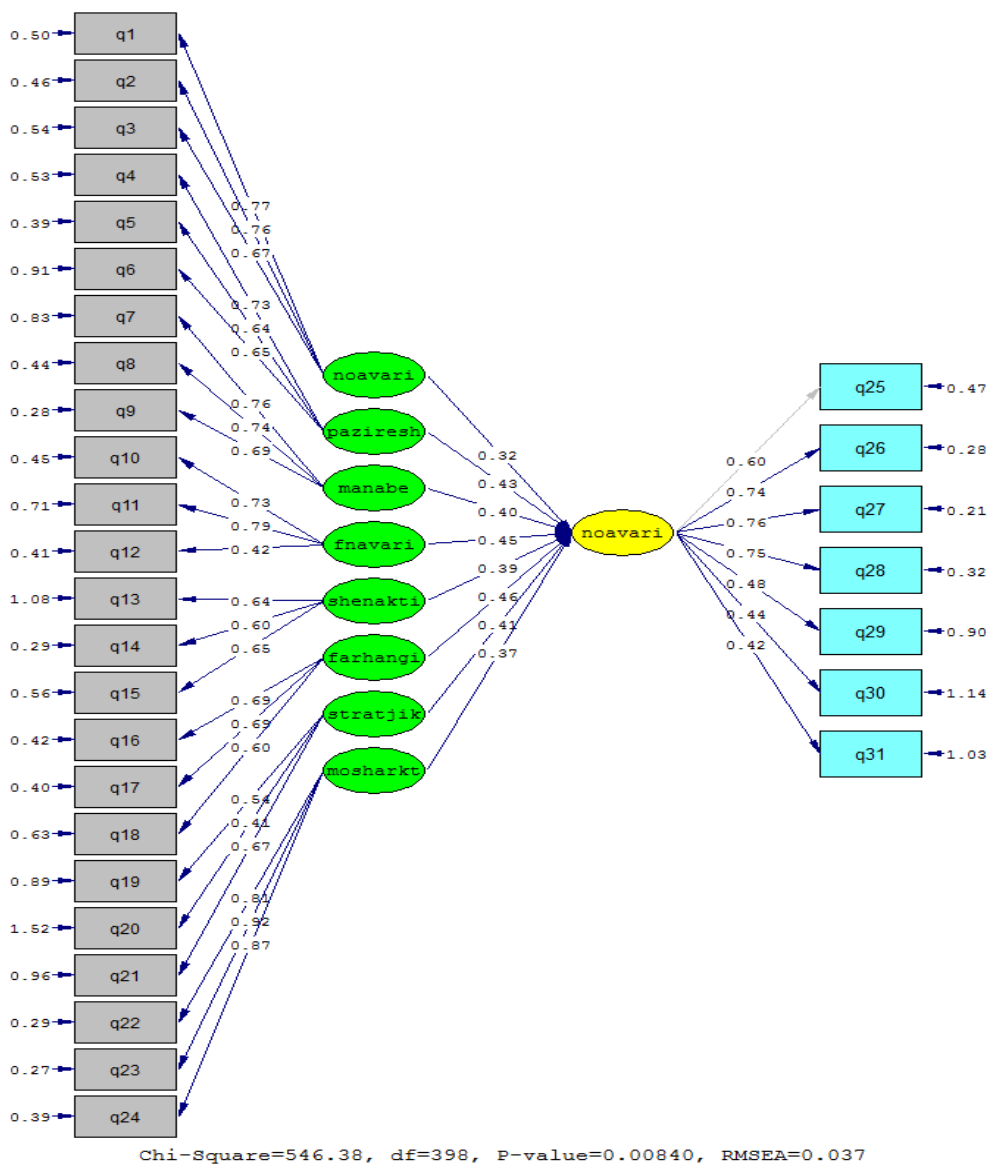 0.50 q1
0.46 q2
0.54 q3
0.53 q4
0.39 q5
0.91 q6
0.83 q7
0.44 q8
0.28 q9
0.45 q10
0.71 q11
0.41 q12
1.08 q13
0.29 q14
0.56 q15
0.42 q16
0.40 q17
0.63 q18
0.89 q19
1.52 q20
0.96 q21
0.29 q22
0.27 q23
0.39 q24
0.77
0.76
0.67
0.73
0.64
0.65
0.76
0.74
0.69
0.73
0.79
0.42
0.64
0.60
0.65
0.69
0.69
0.60
0.54
0.41
0.67
0.81
0.92
0.87
noavari
paziresh
manabe
fnavari
shenakti
farhangi
stratjik
mosharkt
0.32
0.43
0.40
0.45
0.39
0.46
0.41
0.37
noavari
0.60
0.74
0.76
0.75
0.48
0.44
0.42
q25 0.47
q26 0.28
q27 0.21
q28 0.32
q29 0.90
q30 1.14
q31 1.03
Chi-Square=546.38, df=398, P-value=0.00840, RMSEA=0.037